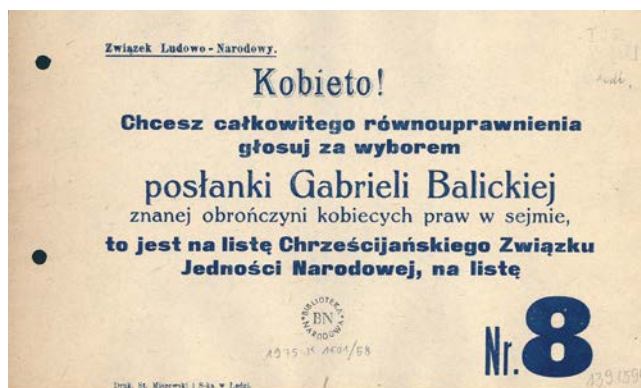 Związek Ludowo-Narodowy.
Kobieto!
Chcesz całkowitego równouprawnienia
głosuj za wyborem
posłanki Gabrieli Balickiej
znanej obrończyni kobiecych praw w sejmie,
to jest na listę Chrześcijańskiego Związku
Jedności Narodowej, na listę
Nr. 8
BIBLIOTEKA
BN
NARODOWA
Druk. St. Miszewski i S-ka w Łodzi.